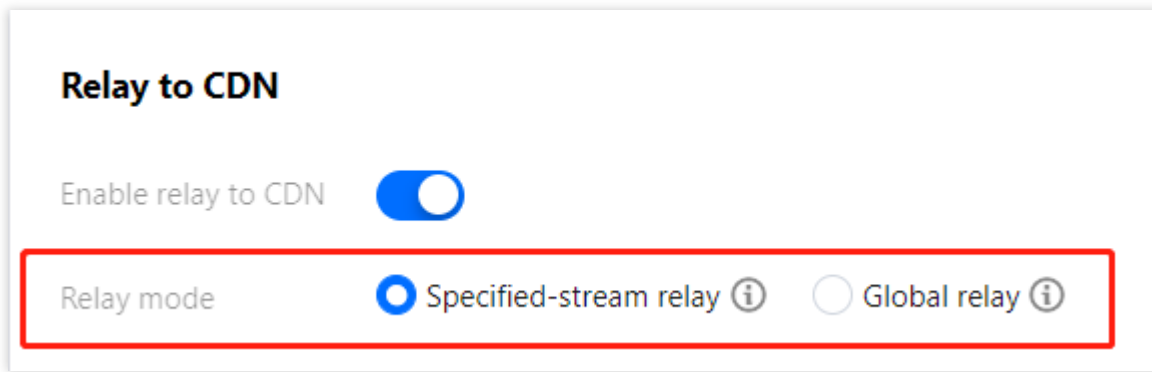 Relay to CDN
Enable relay to CDN
Relay mode Specified-stream relay Global relay